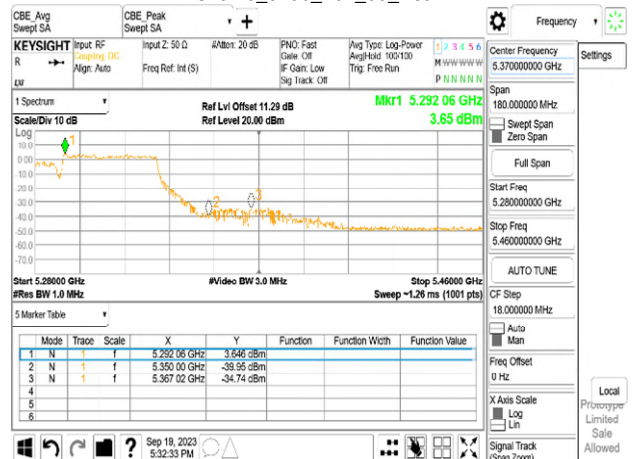 CBE_Avg
Swept SA
CBE_Peak
Swept SA
Frequency
KEYSIGHT
R
Input: RF
Coupling: DC
Align: Auto
Input Z: 50 Ω
Freq Ref: Int (S)
#Atten: 20 dB
PNO: Fast
Gate: Off
IF Gain: Low
Sig Track: Off
Avg Type: Log-Power
Avg|Hold: 100/100
Trig: Free Run
1 2 3 4 5 6
M W W W W W
P N N N N N
Center Frequency
5.370000000 GHz
Settings
1 Spectrum
Scale/Div 10 dB
Ref Lvl Offset 11.29 dB
Ref Level 20.00 dBm
Mkr1 5.292 06 GHz
3.65 dBm
Span
180.000000 MHz
Swept Span
Zero Span
Full Span
Start Freq
5.280000000 GHz
Stop Freq
5.460000000 GHz
AUTO TUNE
CF Step
18.000000 MHz
Auto
Man
Freq Offset
0 Hz
X Axis Scale
Log
Lin
Signal Track
(Span Zoom)
Local
Prototype
Limited
Sale
Allowed
Log
10.0
0.00
-10.0
-20.0
-30.0
-40.0
-50.0
-60.0
-70.0
1
2
3
Start 5.28000 GHz
#Res BW 1.0 MHz
#Video BW 3.0 MHz
Stop 5.46000 GHz
Sweep ~1.26 ms (1001 pts)
5 Marker Table
Mode Trace Scale X Y Function Function Width Function Value
1 N 1 f 5.292 06 GHz 3.646 dBm
2 N 1 f 5.350 00 GHz -39.95 dBm
3 N 1 f 5.367 02 GHz -34.74 dBm
4
5
6
?
Sep 19, 2023
5:32:33 PM